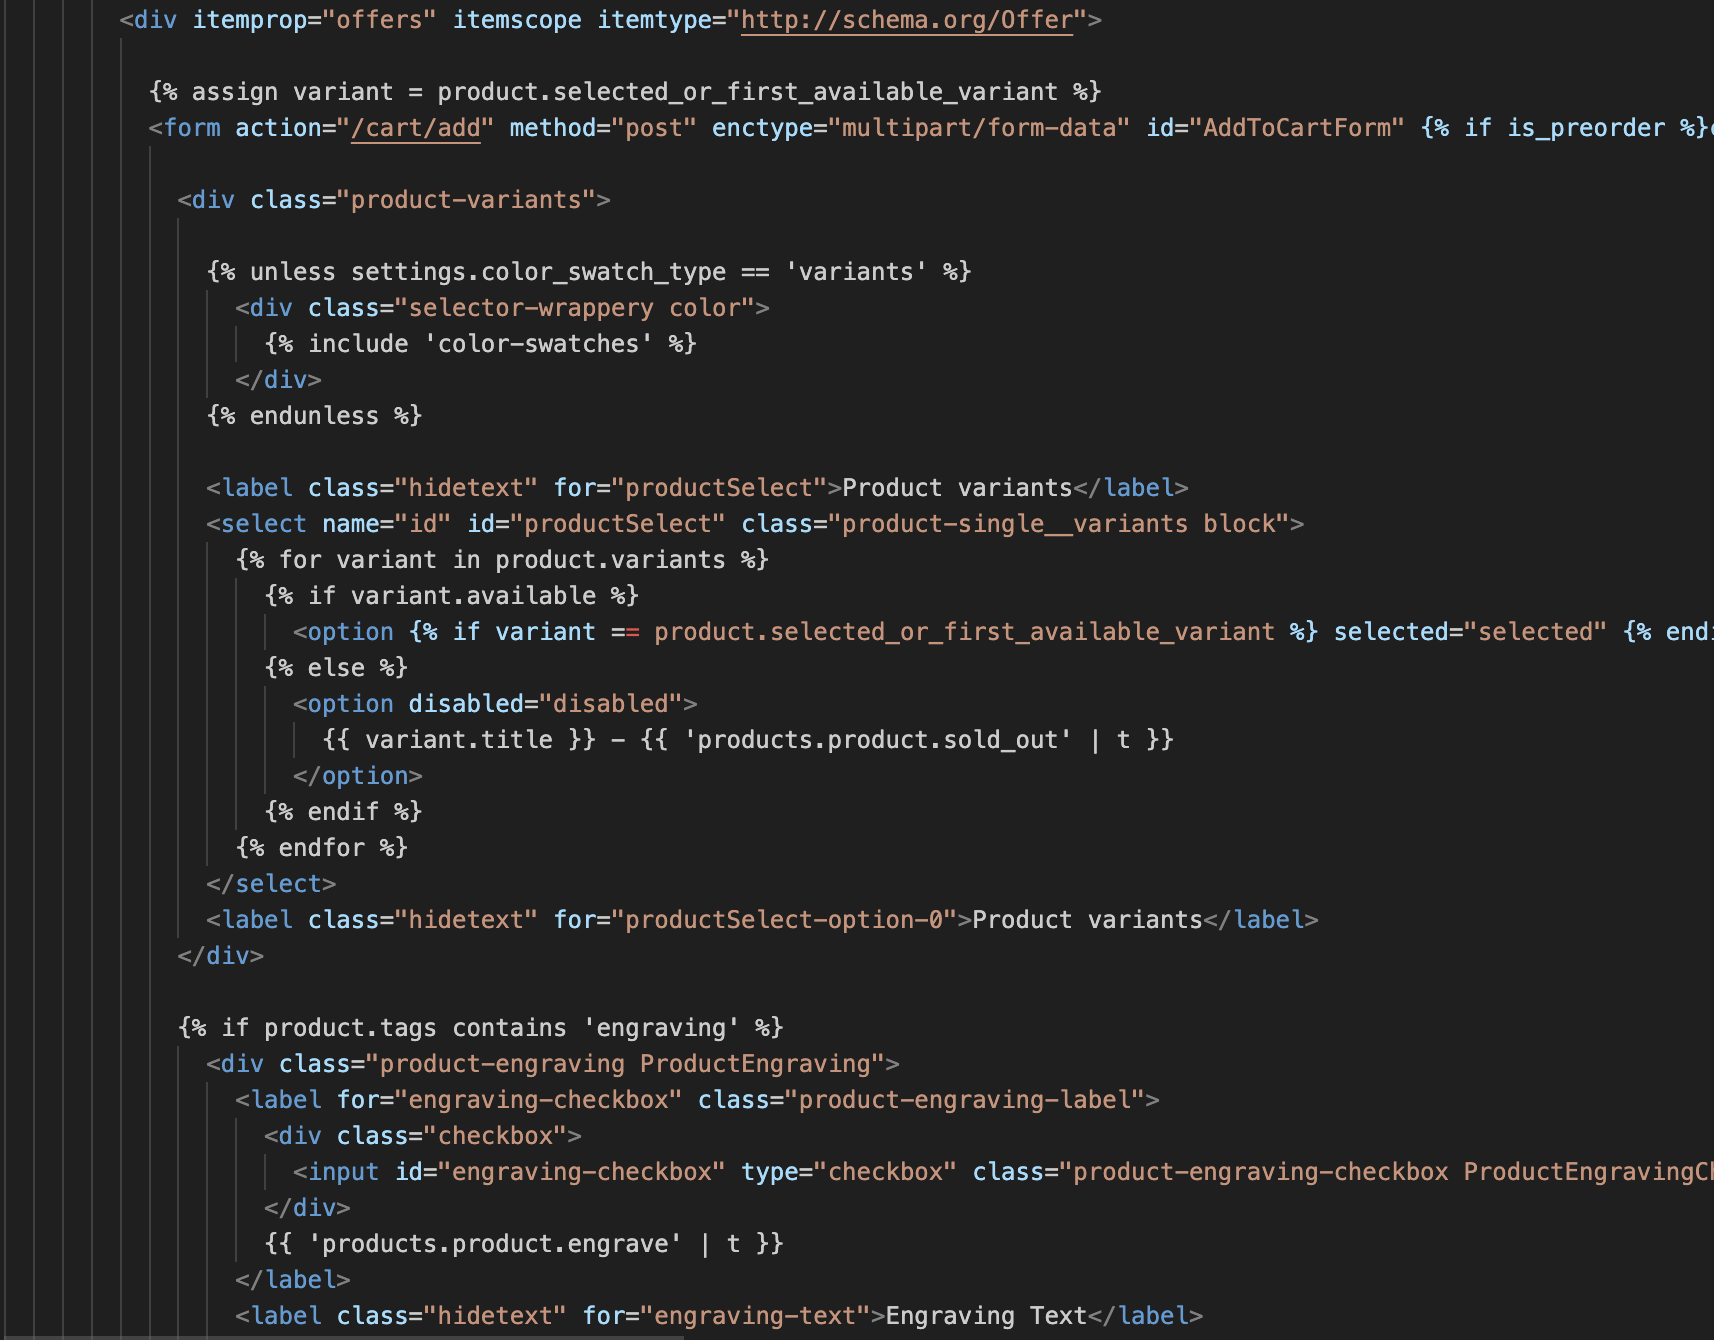 <div itemprop="offers" itemscope itemtype="http://schema.org/Offer">
{% assign variant = product.selected_or_first_available_variant %}
<form action="/cart/add" method="post" enctype="multipart/form-data" id="AddToCartForm" {% if is_preorder %}
<div class="product-variants">
{% unless settings.color_swatch_type == 'variants' %}
<div class="selector-wrappery color">
{% include 'color-swatches' %}
</div>
{% endunless %}
<label class="hidetext" for="productSelect">Product variants</label>
<select name="id" id="productSelect" class="product-single__variants block">
{% for variant in product.variants %}
{% if variant.available %}
<option {% if variant == product.selected_or_first_available_variant %} selected="selected" {% endi
{% else %}
<option disabled="disabled">
{{ variant.title }} - {{ 'products.product.sold_out' | t }}
</option>
{% endif %}
{% endfor %}
</select>
<label class="hidetext" for="productSelect-option-0">Product variants</label>
</div>
{% if product.tags contains 'engraving' %}
<div class="product-engraving ProductEngraving">
<label for="engraving-checkbox" class="product-engraving-label">
<div class="checkbox">
<input id="engraving-checkbox" type="checkbox" class="product-engraving-checkbox ProductEngravingCh
</div>
{{ 'products.product.engrave' | t }}
</label>
<label class="hidetext" for="engraving-text">Engraving Text</label>